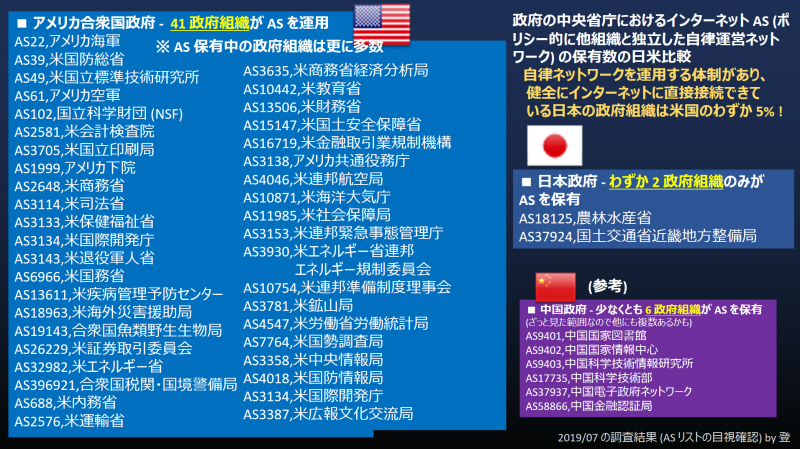 ■ アメリカ合衆国政府 - 41 政府組織が AS を運用
※ AS 保有中の政府組織は更に多数
AS22,アメリカ海軍
AS39,米国防総省
AS49,米国立標準技術研究所
AS61,アメリカ空軍
AS102,国立科学財団 (NSF)
AS2581,米会計検査院
AS3705,米国立印刷局
AS1999,アメリカ下院
AS2648,米商務省
AS3114,米司法省
AS3133,米保健福祉省
AS3134,米国際開発庁
AS3143,米退役軍人省
AS6966,米国務省
AS13611,米疾病管理予防センター
AS18963,米海外災害援助局
AS19143,合衆国魚類野生生物局
AS26229,米証券取引委員会
AS32982,米エネルギー省
AS396921,合衆国税関・国境警備局
AS688,米内務省
AS2576,米運輸省
AS3635,米商務省経済分析局
AS10442,米教育省
AS13506,米財務省
AS15147,米国土安全保障省
AS16719,米金融取引業規制機構
AS3138,アメリカ共通役務庁
AS4046,米連邦航空局
AS10871,米海洋大気庁
AS11985,米社会保障局
AS3153,米連邦緊急事態管理庁
AS3930,米エネルギー省連邦
エネルギー規制委員会
AS10754,米連邦準備制度理事会
AS3781,米鉱山局
AS4547,米労働省労働統計局
AS7764,米国勢調査局
AS3358,米中央情報局
AS4018,米国防情報局
AS3134,米国際開発庁
AS3387,米広報文化交流局
政府の中央省庁におけるインターネット AS (ポ
リシー的に他組織と独立した自律運営ネット
ワーク) の保有数の日米比較
自律ネットワークを運用する体制があり、
健全にインターネットに直接接続できて
いる日本の政府組織は米国のわずか 5%！
■ 日本政府 - わずか 2 政府組織のみが
AS を保有
AS18125,農林水産省
AS37924,国土交通省近畿地方整備局
(参考)
■ 中国政府 - 少なくとも 6 政府組織が AS を保有
(ざっと見た範囲なので他にも複数あるかも)
AS9401,中国国家図書館
AS9402,中国国家情報中心
AS9403,中国科学技術情報研究所
AS17735,中国科学技術部
AS37937,中国電子政府ネットワーク
AS58866,中国金融認証局
2019/07 の調査結果 (AS リストの目視確認) by 登